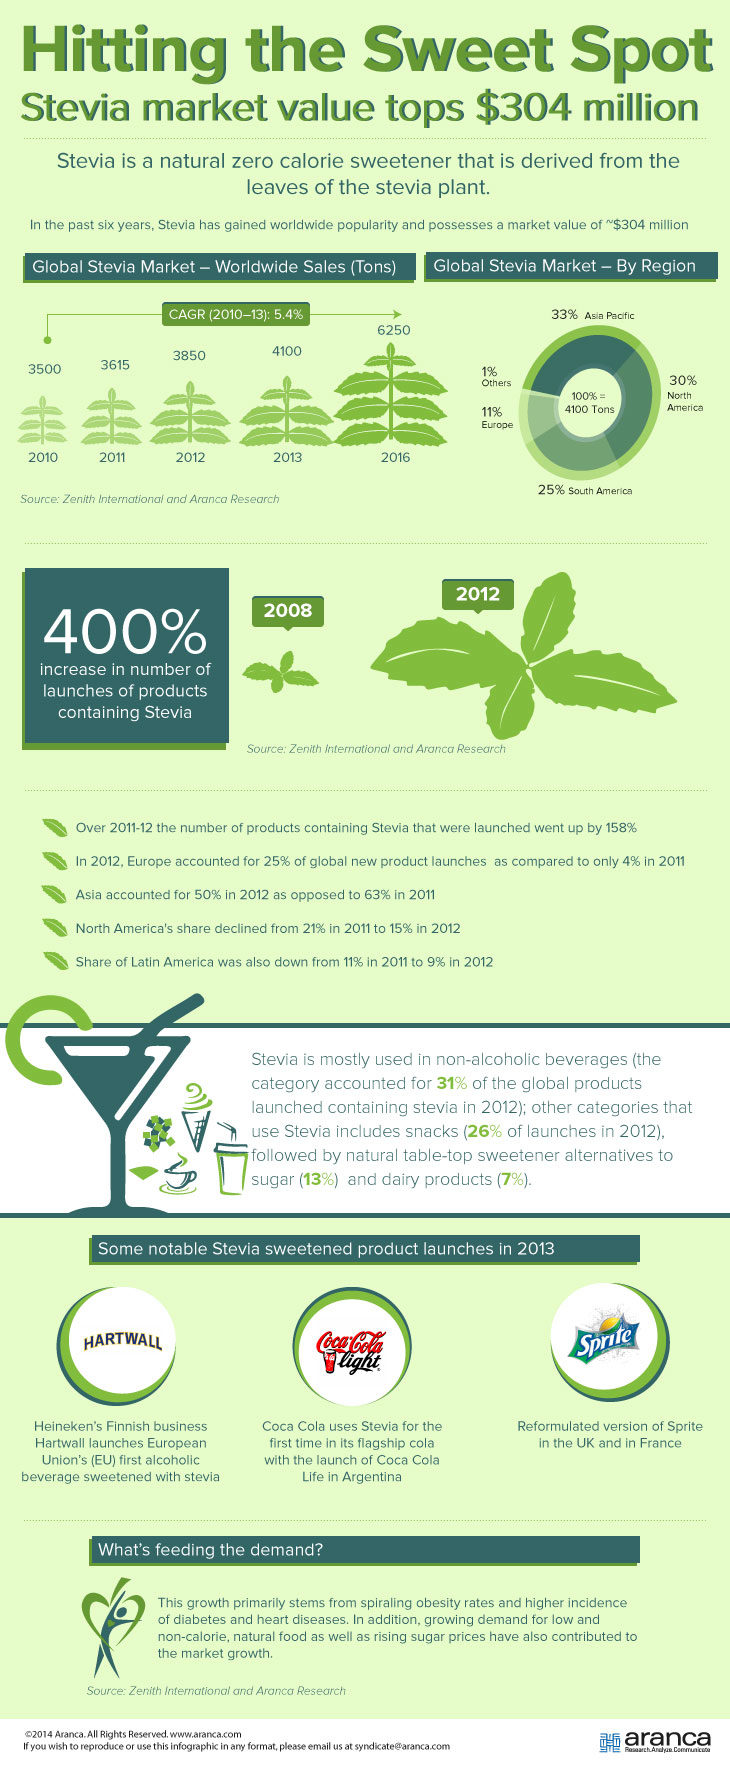 Hitting the Sweet Spot
Stevia market value tops $304 million
Stevia is a natural zero calorie sweetener that is derived from the
leaves of the stevia plant.
In the past six years, Stevia has gained worldwide popularity and possesses a market value of ~$304 million
Global Stevia Market – Worldwide Sales (Tons)
CAGR (2010–13): 5.4%
3500
3615
3850
4100
6250
2010
2011
2012
2013
2016
Source: Zenith International and Aranca Research
Global Stevia Market – By Region
33% Asia Pacific
1%
Others
11%
Europe
100% =
4100 Tons
30%
North
America
25% South America
400%
increase in number of
launches of products
containing Stevia
2008
2012
Source: Zenith International and Aranca Research
Over 2011-12 the number of products containing Stevia that were launched went up by 158%
In 2012, Europe accounted for 25% of global new product launches as compared to only 4% in 2011
Asia accounted for 50% in 2012 as opposed to 63% in 2011
North America's share declined from 21% in 2011 to 15% in 2012
Share of Latin America was also down from 11% in 2011 to 9% in 2012
Stevia is mostly used in non-alcoholic beverages (the
category accounted for 31% of the global products
launched containing stevia in 2012); other categories that
use Stevia includes snacks (26% of launches in 2012),
followed by natural table-top sweetener alternatives to
sugar (13%) and dairy products (7%).
Some notable Stevia sweetened product launches in 2013
HARTWALL
Heineken's Finnish business
Hartwall launches European
Union's (EU) first alcoholic
beverage sweetened with stevia
Coca-Cola
light
Coca Cola uses Stevia for the
first time in its flagship cola
with the launch of Coca Cola
Life in Argentina
Sprite
Reformulated version of Sprite
in the UK and in France
What's feeding the demand?
This growth primarily stems from spiraling obesity rates and higher incidence
of diabetes and heart diseases. In addition, growing demand for low and
non-calorie, natural food as well as rising sugar prices have also contributed to
the market growth.
Source: Zenith International and Aranca Research
©2014 Aranca. All Rights Reserved. www.aranca.com
If you wish to reproduce or use this infographic in any format, please email us at syndicate@aranca.com
aranca
Research.Analyze.Communicate